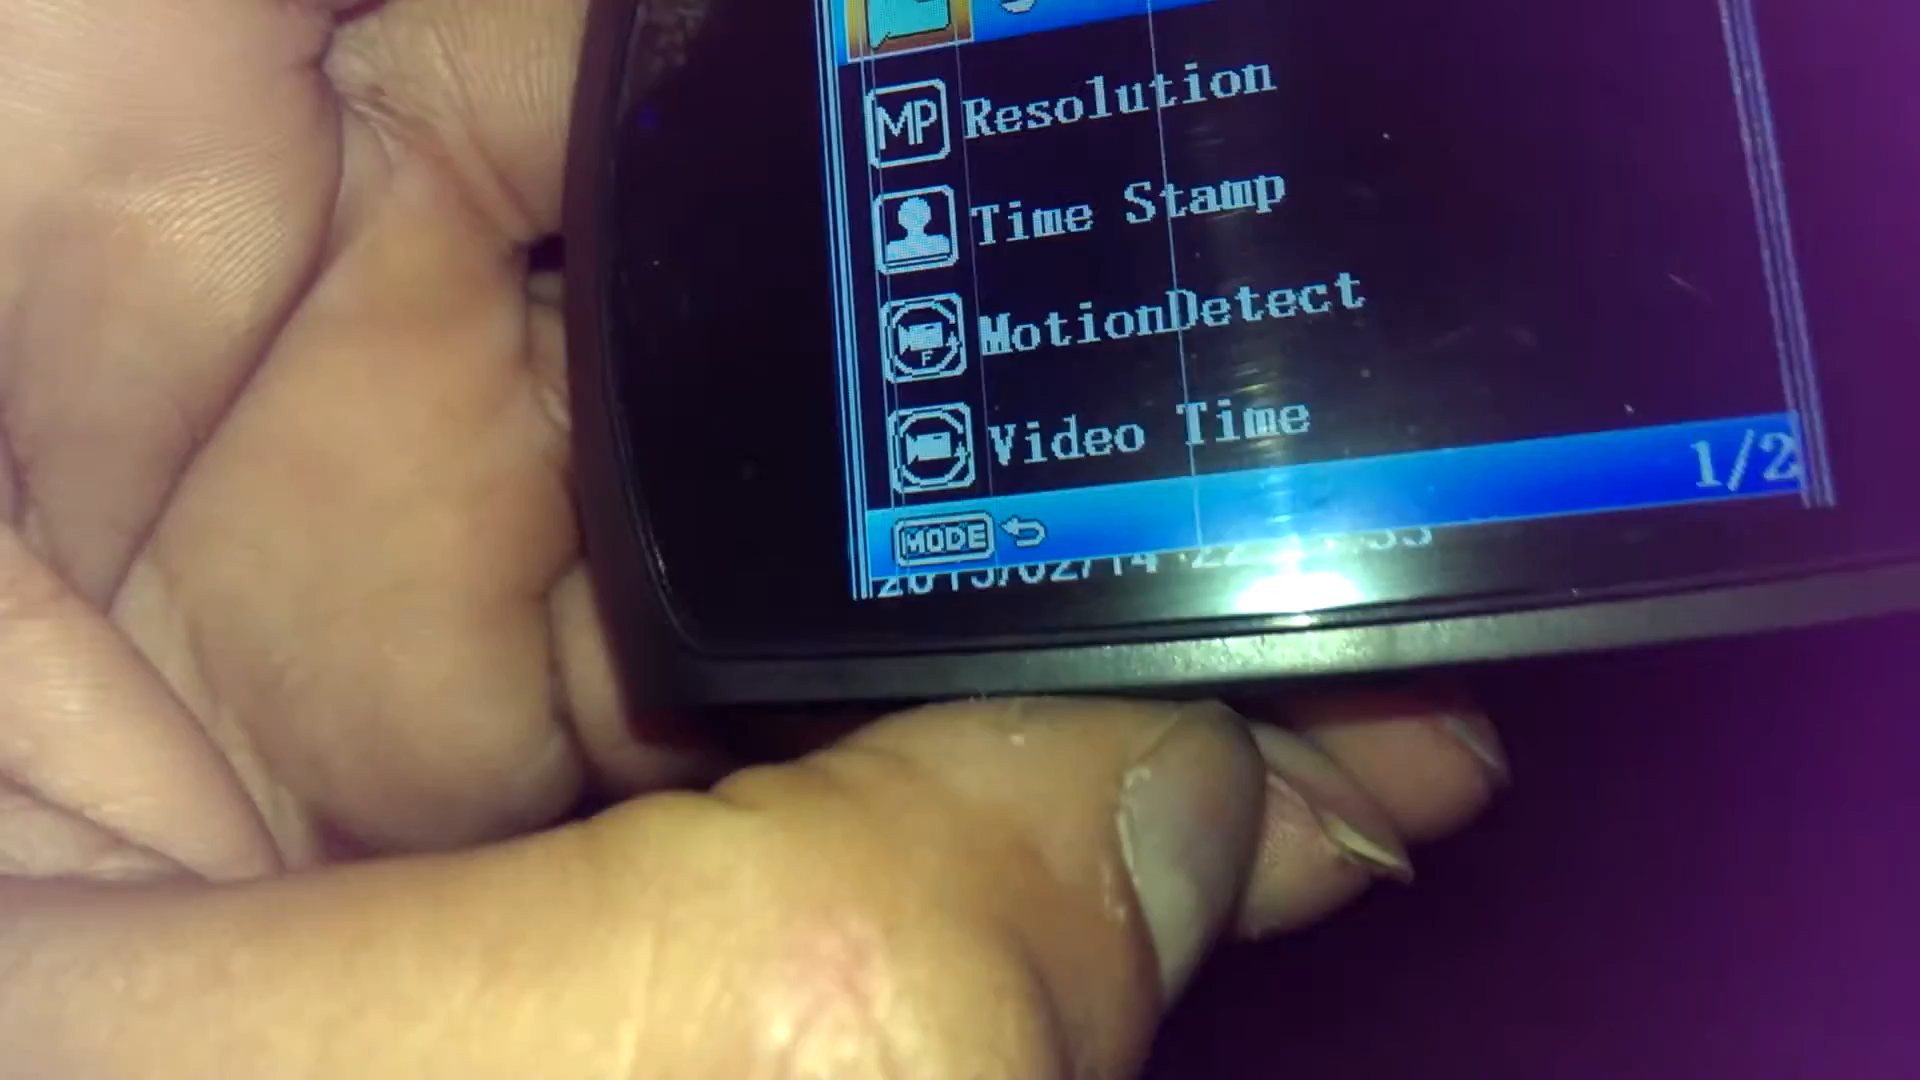 MP Resolution
Time Stamp
MotionDetect
F
Video Time
1/2
MODE